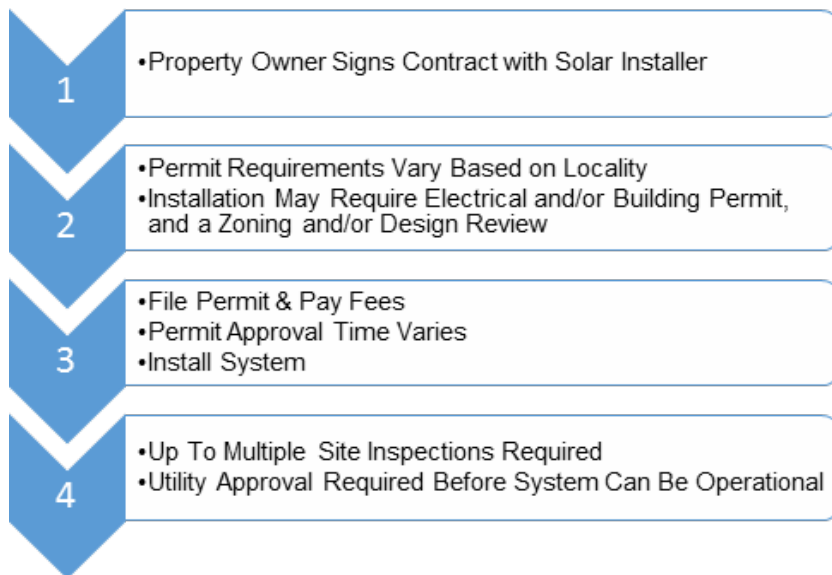 1
•Property Owner Signs Contract with Solar Installer
2
•Permit Requirements Vary Based on Locality
•Installation May Require Electrical and/or Building Permit,
and a Zoning and/or Design Review
3
•File Permit & Pay Fees
•Permit Approval Time Varies
•Install System
4
•Up To Multiple Site Inspections Required
•Utility Approval Required Before System Can Be Operational